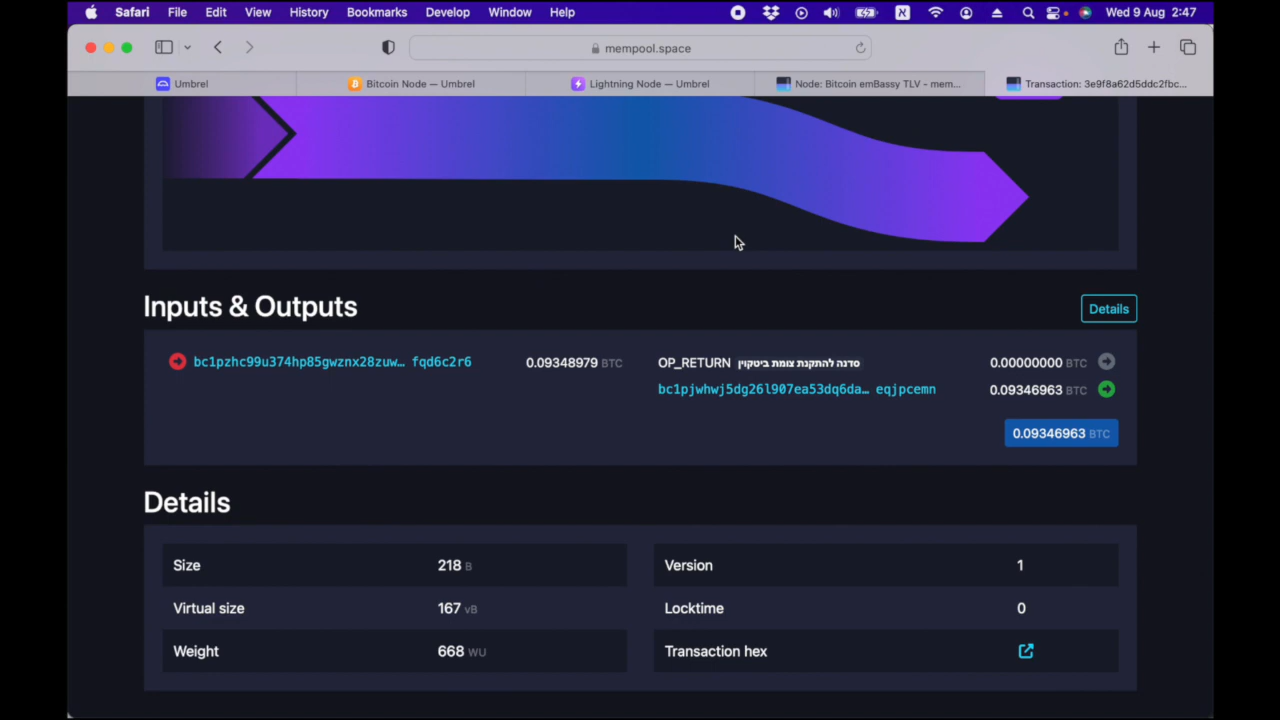 Safari File Edit View History Bookmarks Develop Window Help Wed 9 Aug 2:47
mempool.space
Umbrel Bitcoin Node — Umbrel Lightning Node — Umbrel Node: Bitcoin emBassy TLV - mem... Transaction: 3e9f8a62d5ddc2fbc...
Inputs & Outputs
Details
bc1pzhc99u374hp85gwznx28zuw... fqd6c2r6 0.09348979 BTC
OP_RETURN סדנה להתקנת צומת ביטקוין 0.00000000 BTC
bc1pjwhwj5dg26l907ea53dq6da... eqjpcemn 0.09346963 BTC
0.09346963 BTC
Details
Size 218 B
Version 1
Virtual size 167 vB
Locktime 0
Weight 668 WU
Transaction hex